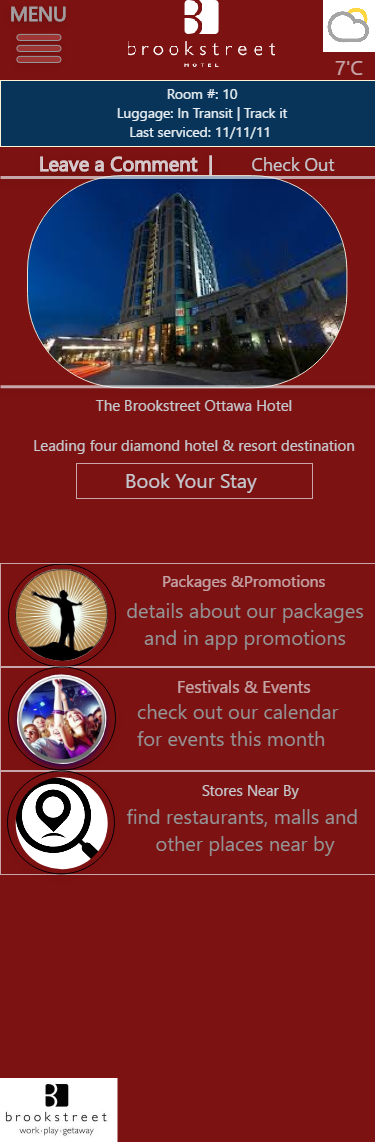 MENU
brookstreet
HOTEL
7'C
Room #: 10
Luggage: In Transit | Track it
Last serviced: 11/11/11
Leave a Comment | Check Out
The Brookstreet Ottawa Hotel
Leading four diamond hotel & resort destination
Book Your Stay
Packages &Promotions
details about our packages
and in app promotions
Festivals & Events
check out our calendar
for events this month
Stores Near By
find restaurants, malls and
other places near by
brookstreet
work·play·getaway